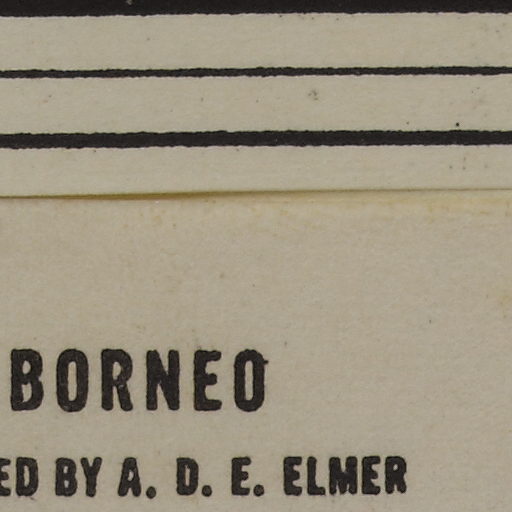 BORNEO
ED BY A. D. E. ELMER